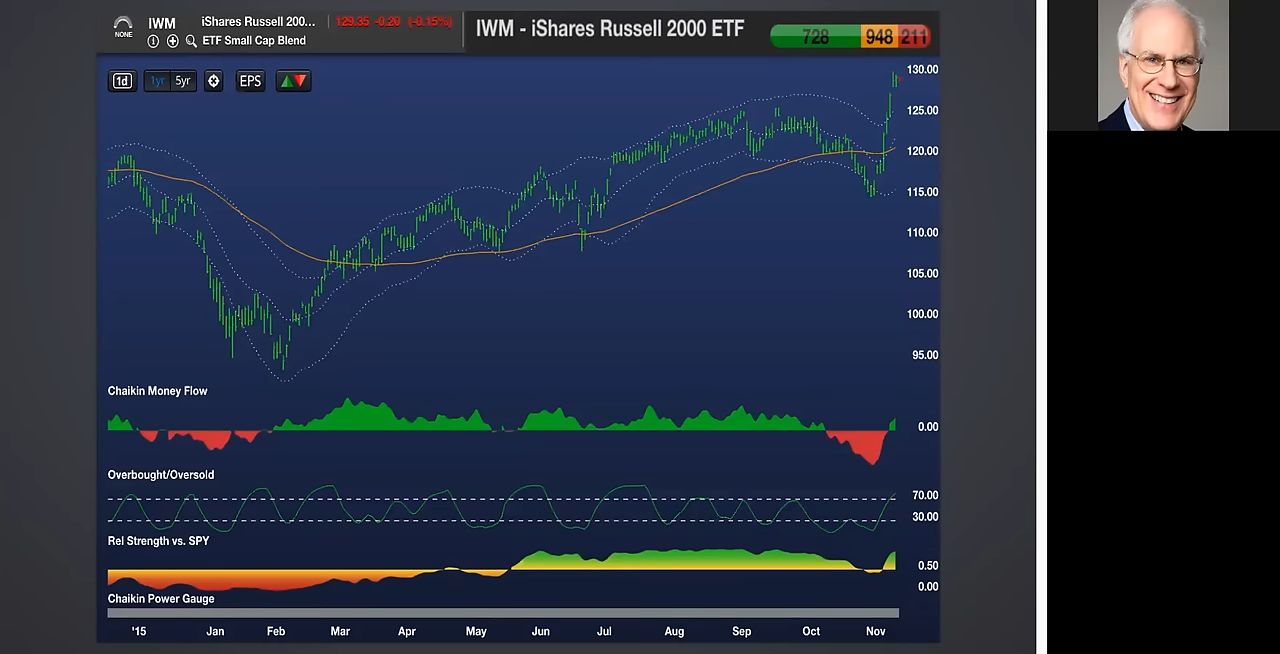 IWM
iShares Russell 200...
129.35 -0.20 (-0.15%)
NONE
ETF Small Cap Blend
IWM - iShares Russell 2000 ETF
728 948 211
1d
1yr 5yr
EPS
130.00
125.00
120.00
115.00
110.00
105.00
100.00
95.00
Chaikin Money Flow
0.00
Overbought/Oversold
70.00
30.00
Rel Strength vs. SPY
0.50
0.00
Chaikin Power Gauge
'15 Jan Feb Mar Apr May Jun Jul Aug Sep Oct Nov